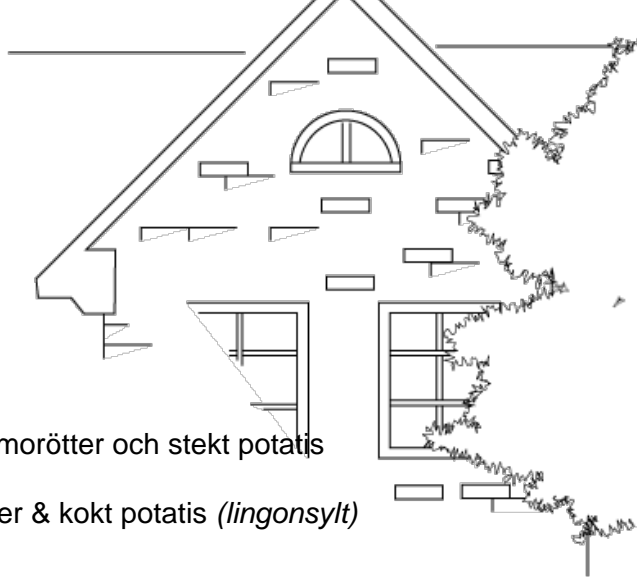 morötter och stekt potatis
er & kokt potatis (lingonsylt)